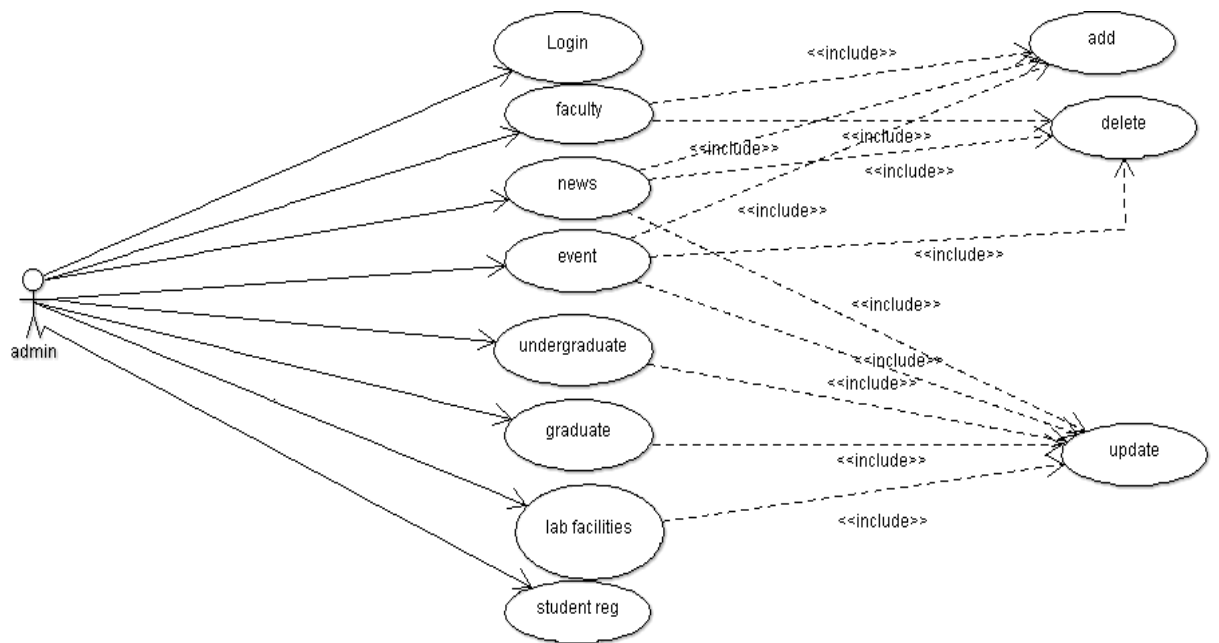 Login
add
<<include>>
faculty
delete
<<include>>
<<include>>
news
<<include>>
<<include>>
event
<<include>>
<<include>>
undergraduate
admin
<<include>>
<<include>>
graduate
update
<<include>>
lab facilities
<<include>>
student reg